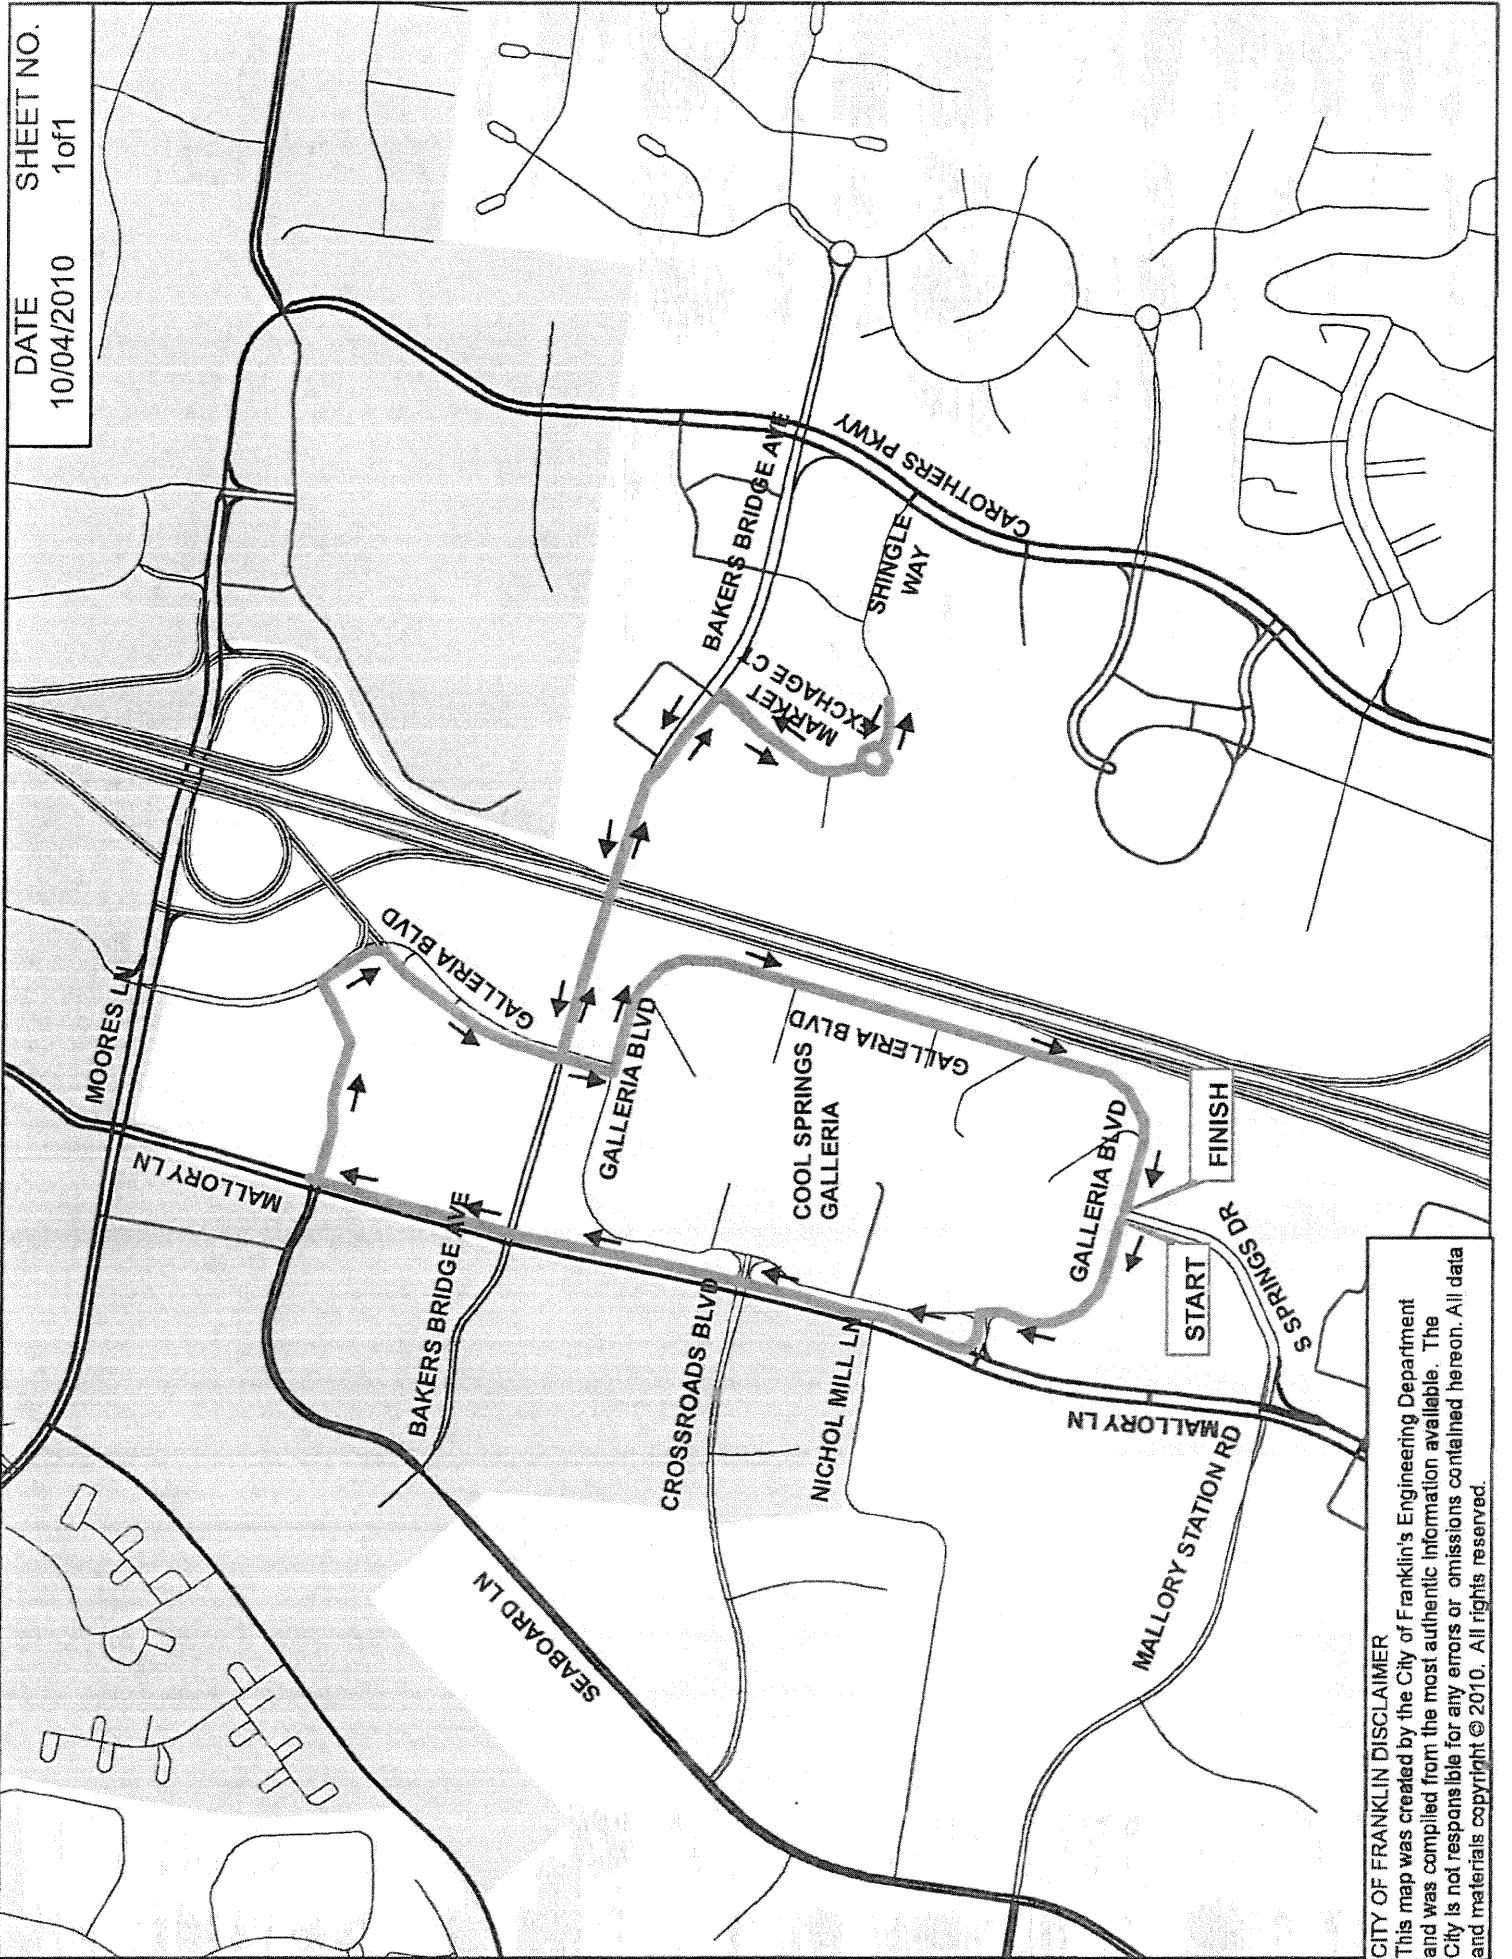 DATE SHEET NO.
10/04/2010 1of1
MOORES LN
MALLORY LN
GALLERIA BLVD
BAKERS BRIDGE AVE
BAKERS BRIDGE AVE
CAROTHERS PKWY
SHINGLE
WAY
MARKET
EXCHAGE CT
BAKERS BRIDGE AVE
GALLERIA BLVD
COOL SPRINGS
GALLERIA
GALLERIA BLVD
GALLERIA BLVD
FINISH
START
S SPRINGS DR
CROSSROADS BLVD
NICHOL MILL LN
MALLORY LN
MALLORY STATION RD
SEABOARD LN
CITY OF FRANKLIN DISCLAIMER
This map was created by the City of Franklin's Engineering Department
and was compiled from the most authentic information available. The
City is not responsible for any errors or omissions contained hereon. All data
and materials copyright © 2010. All rights reserved.